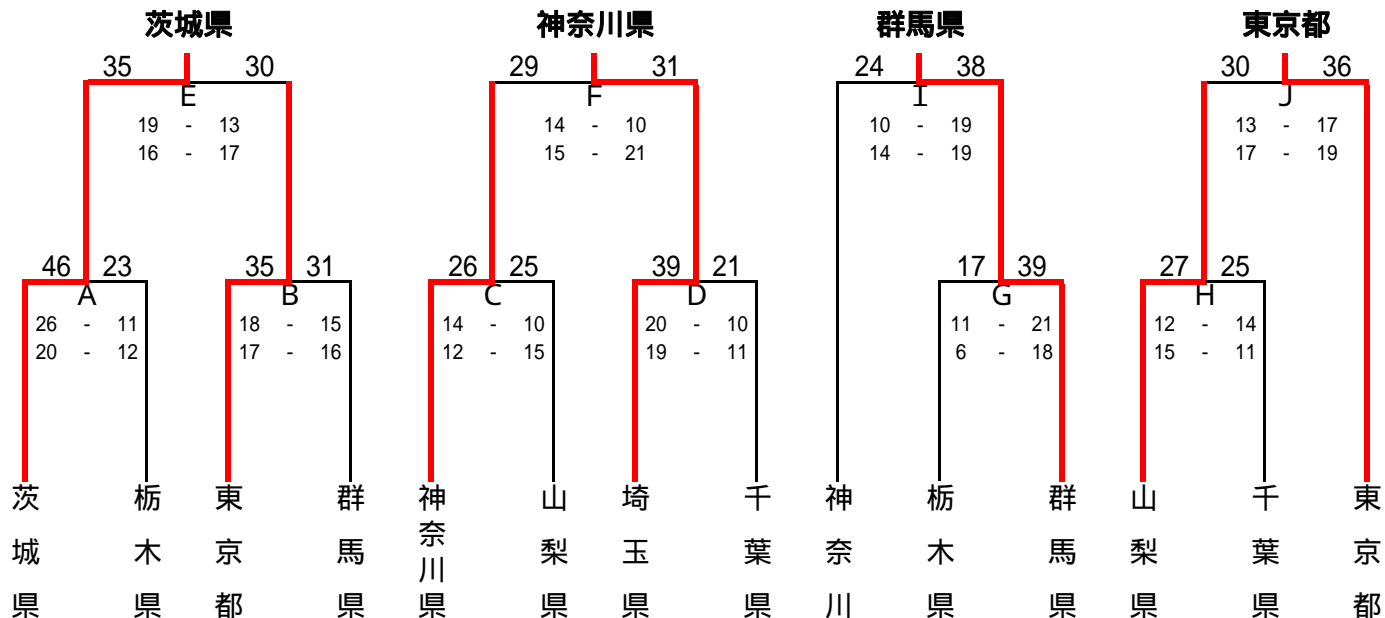 茨城県 神奈川県 群馬県 東京都
35 30 29 31 24 38 30 36
E F I J
19 - 13 14 - 10 10 - 19 13 - 17
16 - 17 15 - 21 14 - 19 17 - 19
46 23 35 31 26 25 39 21 17 39 27 25
A B C D G H
26 - 11 18 - 15 14 - 10 20 - 10 11 - 21 12 - 14
20 - 12 17 - 16 12 - 15 19 - 11 6 - 18 15 - 11
茨城県
栃木県
東京都
群馬県
神奈川県
山梨県
埼玉県
千葉県
神奈川
栃木県
群馬県
山梨県
千葉県
東京都